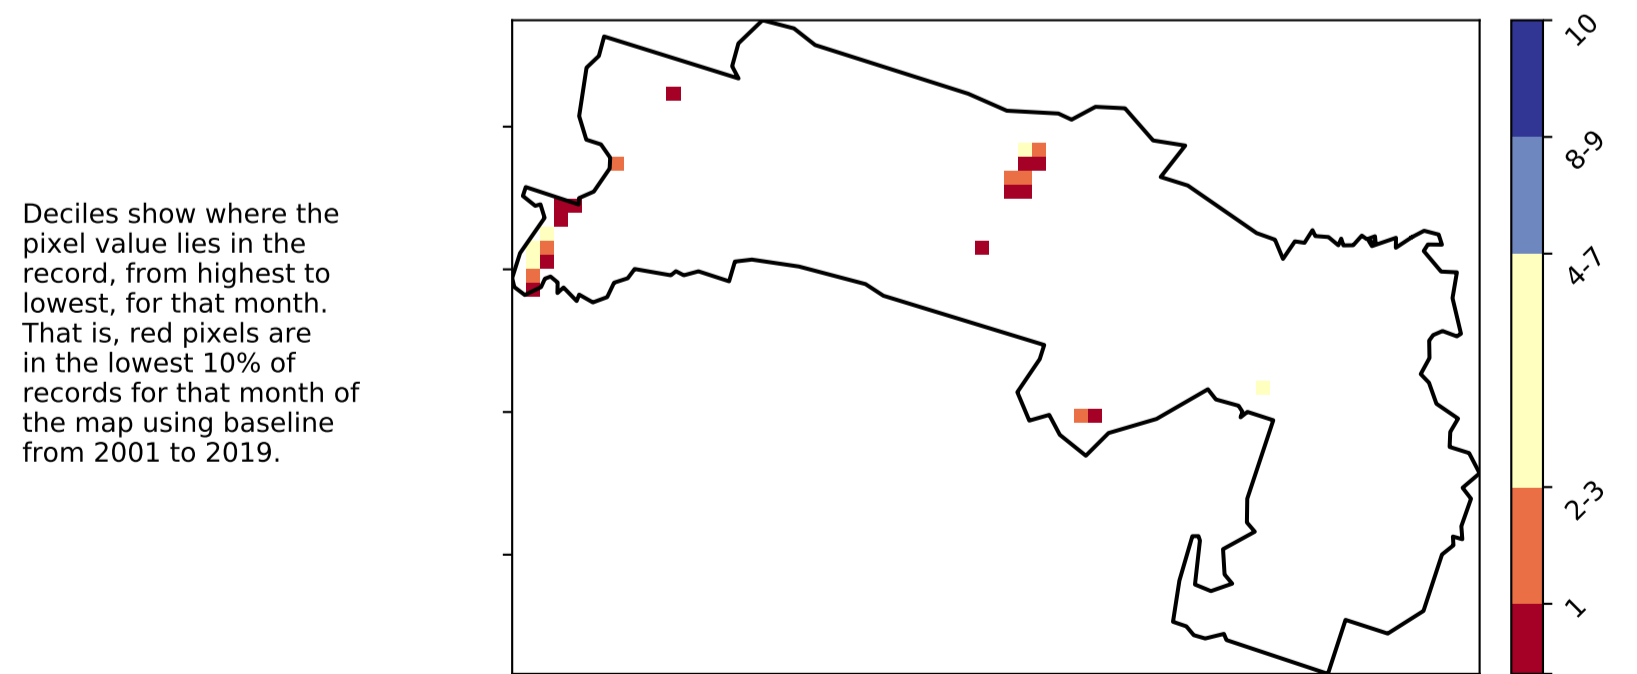 Deciles show where the
pixel value lies in the
record, from highest to
lowest, for that month.
That is, red pixels are
in the lowest 10% of
records for that month of
the map using baseline
from 2001 to 2019.
10
8-9
4-7
2-3
1